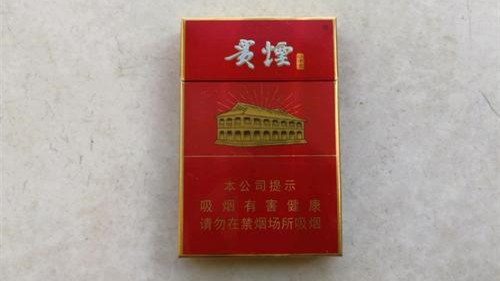 貴煙
本公司提示
吸烟有害健康
请勿在禁烟场所吸烟